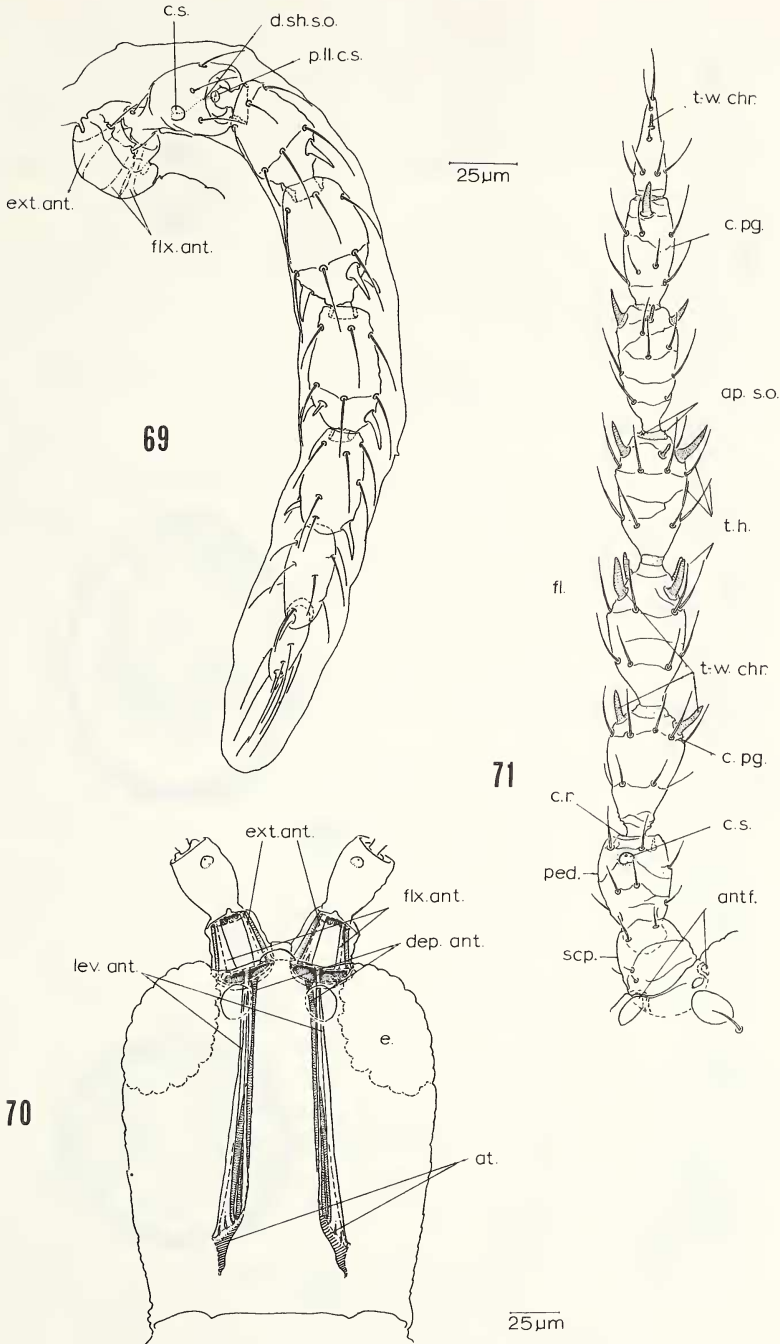 c.s.
d.sh.s.o.
p.ll.c.s.
ext.ant.
flx.ant.
25µm
69
t.-w. chr.
c.pg.
ap. s.o.
t.h.
fl.
t.-w. chr.
c. pg.
71
c.r.
c.s.
ped.
antf.
scp.
ext.ant.
flx.ant.
dep. ant.
lev. ant.
e.
70
at.
25µm